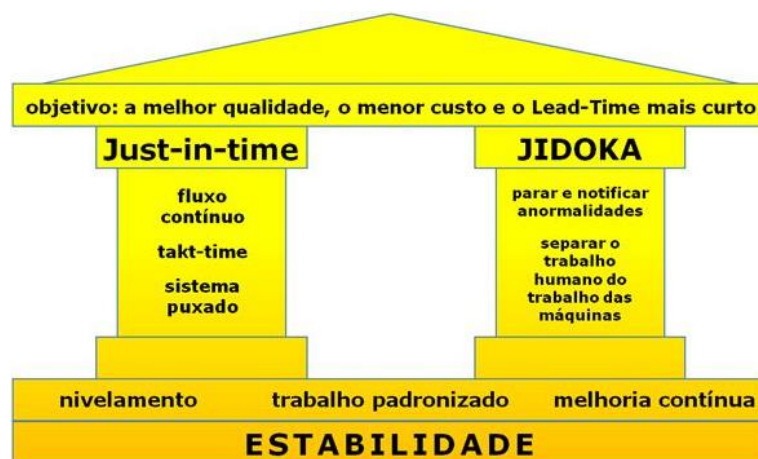 objetivo: a melhor qualidade, o menor custo e o Lead-Time mais curto
Just-in-time
fluxo
contínuo
takt-time
sistema
puxado
JIDOKA
parar e notificar
anormalidades
separar o
trabalho
humano do
trabalho das
máquinas
nivelamento
trabalho padronizado
melhoria contínua
ESTABILIDADE